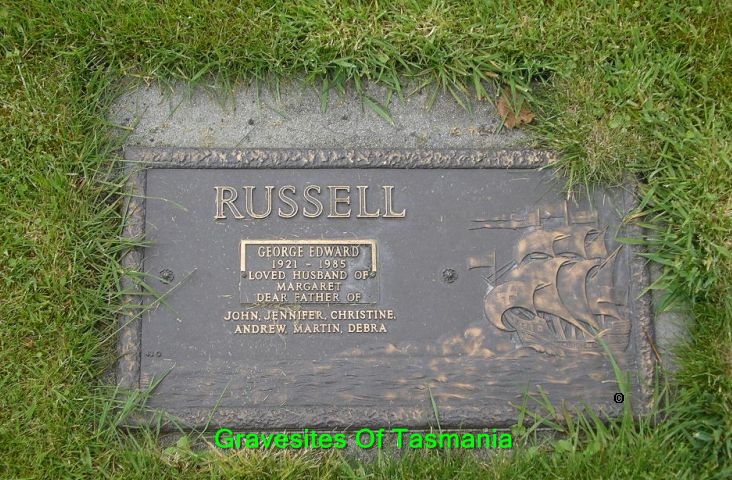 RUSSELL
GEORGE EDWARD
1921 - 1985
LOVED HUSBAND OF
MARGARET
DEAR FATHER OF
JOHN, JENNIFER, CHRISTINE,
ANDREW, MARTIN, DEBRA
©
Gravesites Of Tasmania